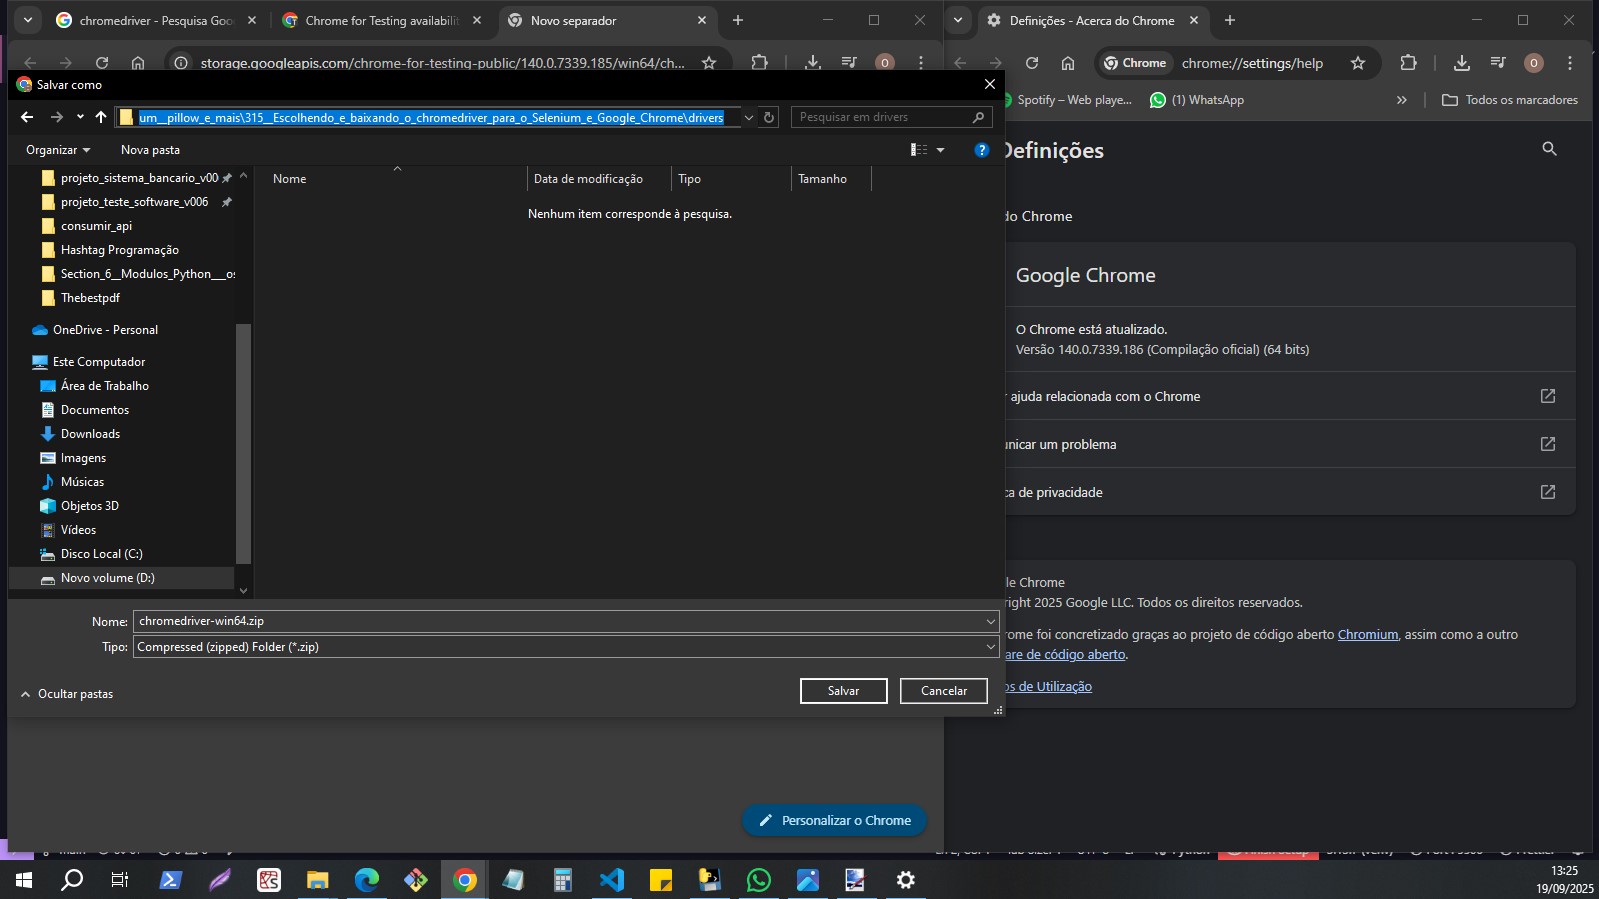 chromedriver - Pesquisa Goo
Chrome for Testing availabilit
Novo separador
Definições - Acerca do Chrome
storage.googleapis.com/chrome-for-testing-public/140.0.7339.185/win64/ch...
O
Chrome
chrome://settings/help
O
Salvar como
Spotify – Web playe...
(1) WhatsApp
Todos os marcadores
um__pillow_e_mais\315__Escolhendo_e_baixando_o_chromedriver_para_o_Selenium_e_Google_Chrome\drivers
Pesquisar em drivers
Organizar
Nova pasta
Definições
projeto_sistema_bancario_v00
projeto_teste_software_v006
consumir_api
Hashtag Programação
Section_6__Modulos_Python___os
Thebestpdf
OneDrive - Personal
Este Computador
Área de Trabalho
Documentos
Downloads
Imagens
Músicas
Objetos 3D
Vídeos
Disco Local (C:)
Novo volume (D:)
Nome
Data de modificação
Tipo
Tamanho
Nenhum item corresponde à pesquisa.
Nome: chromedriver-win64.zip
Tipo: Compressed (zipped) Folder (*.zip)
Ocultar pastas
Salvar
Cancelar
do Chrome
Google Chrome
O Chrome está atualizado.
Versão 140.0.7339.186 (Compilação oficial) (64 bits)
r ajuda relacionada com o Chrome
unicar um problema
ca de privacidade
le Chrome
right 2025 Google LLC. Todos os direitos reservados.
rome foi concretizado graças ao projeto de código aberto Chromium, assim como a outro
are de código aberto.
os de Utilização
Personalizar o Chrome
13:25
19/09/2025